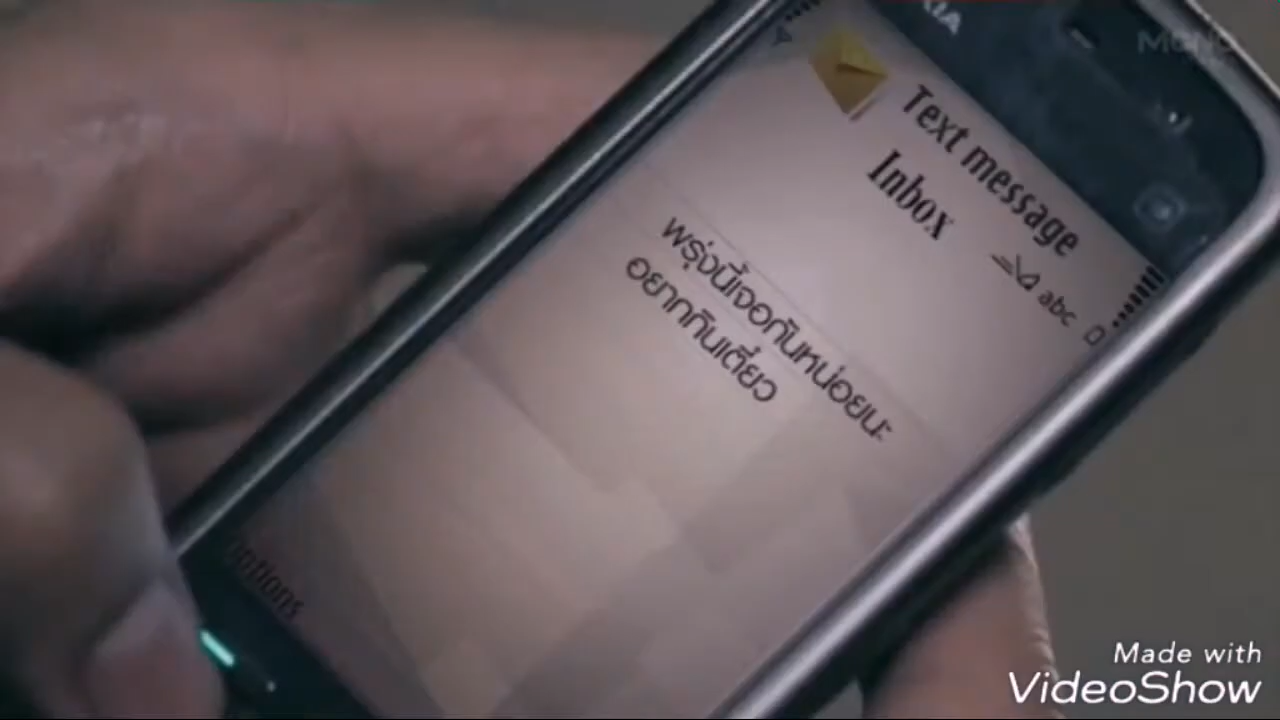 Text message
Inbox
abc
พรุ่งนี้เจอกันหน่อยนะ
อยากกินเตี๋ยว
Options
Made with
VideoShow